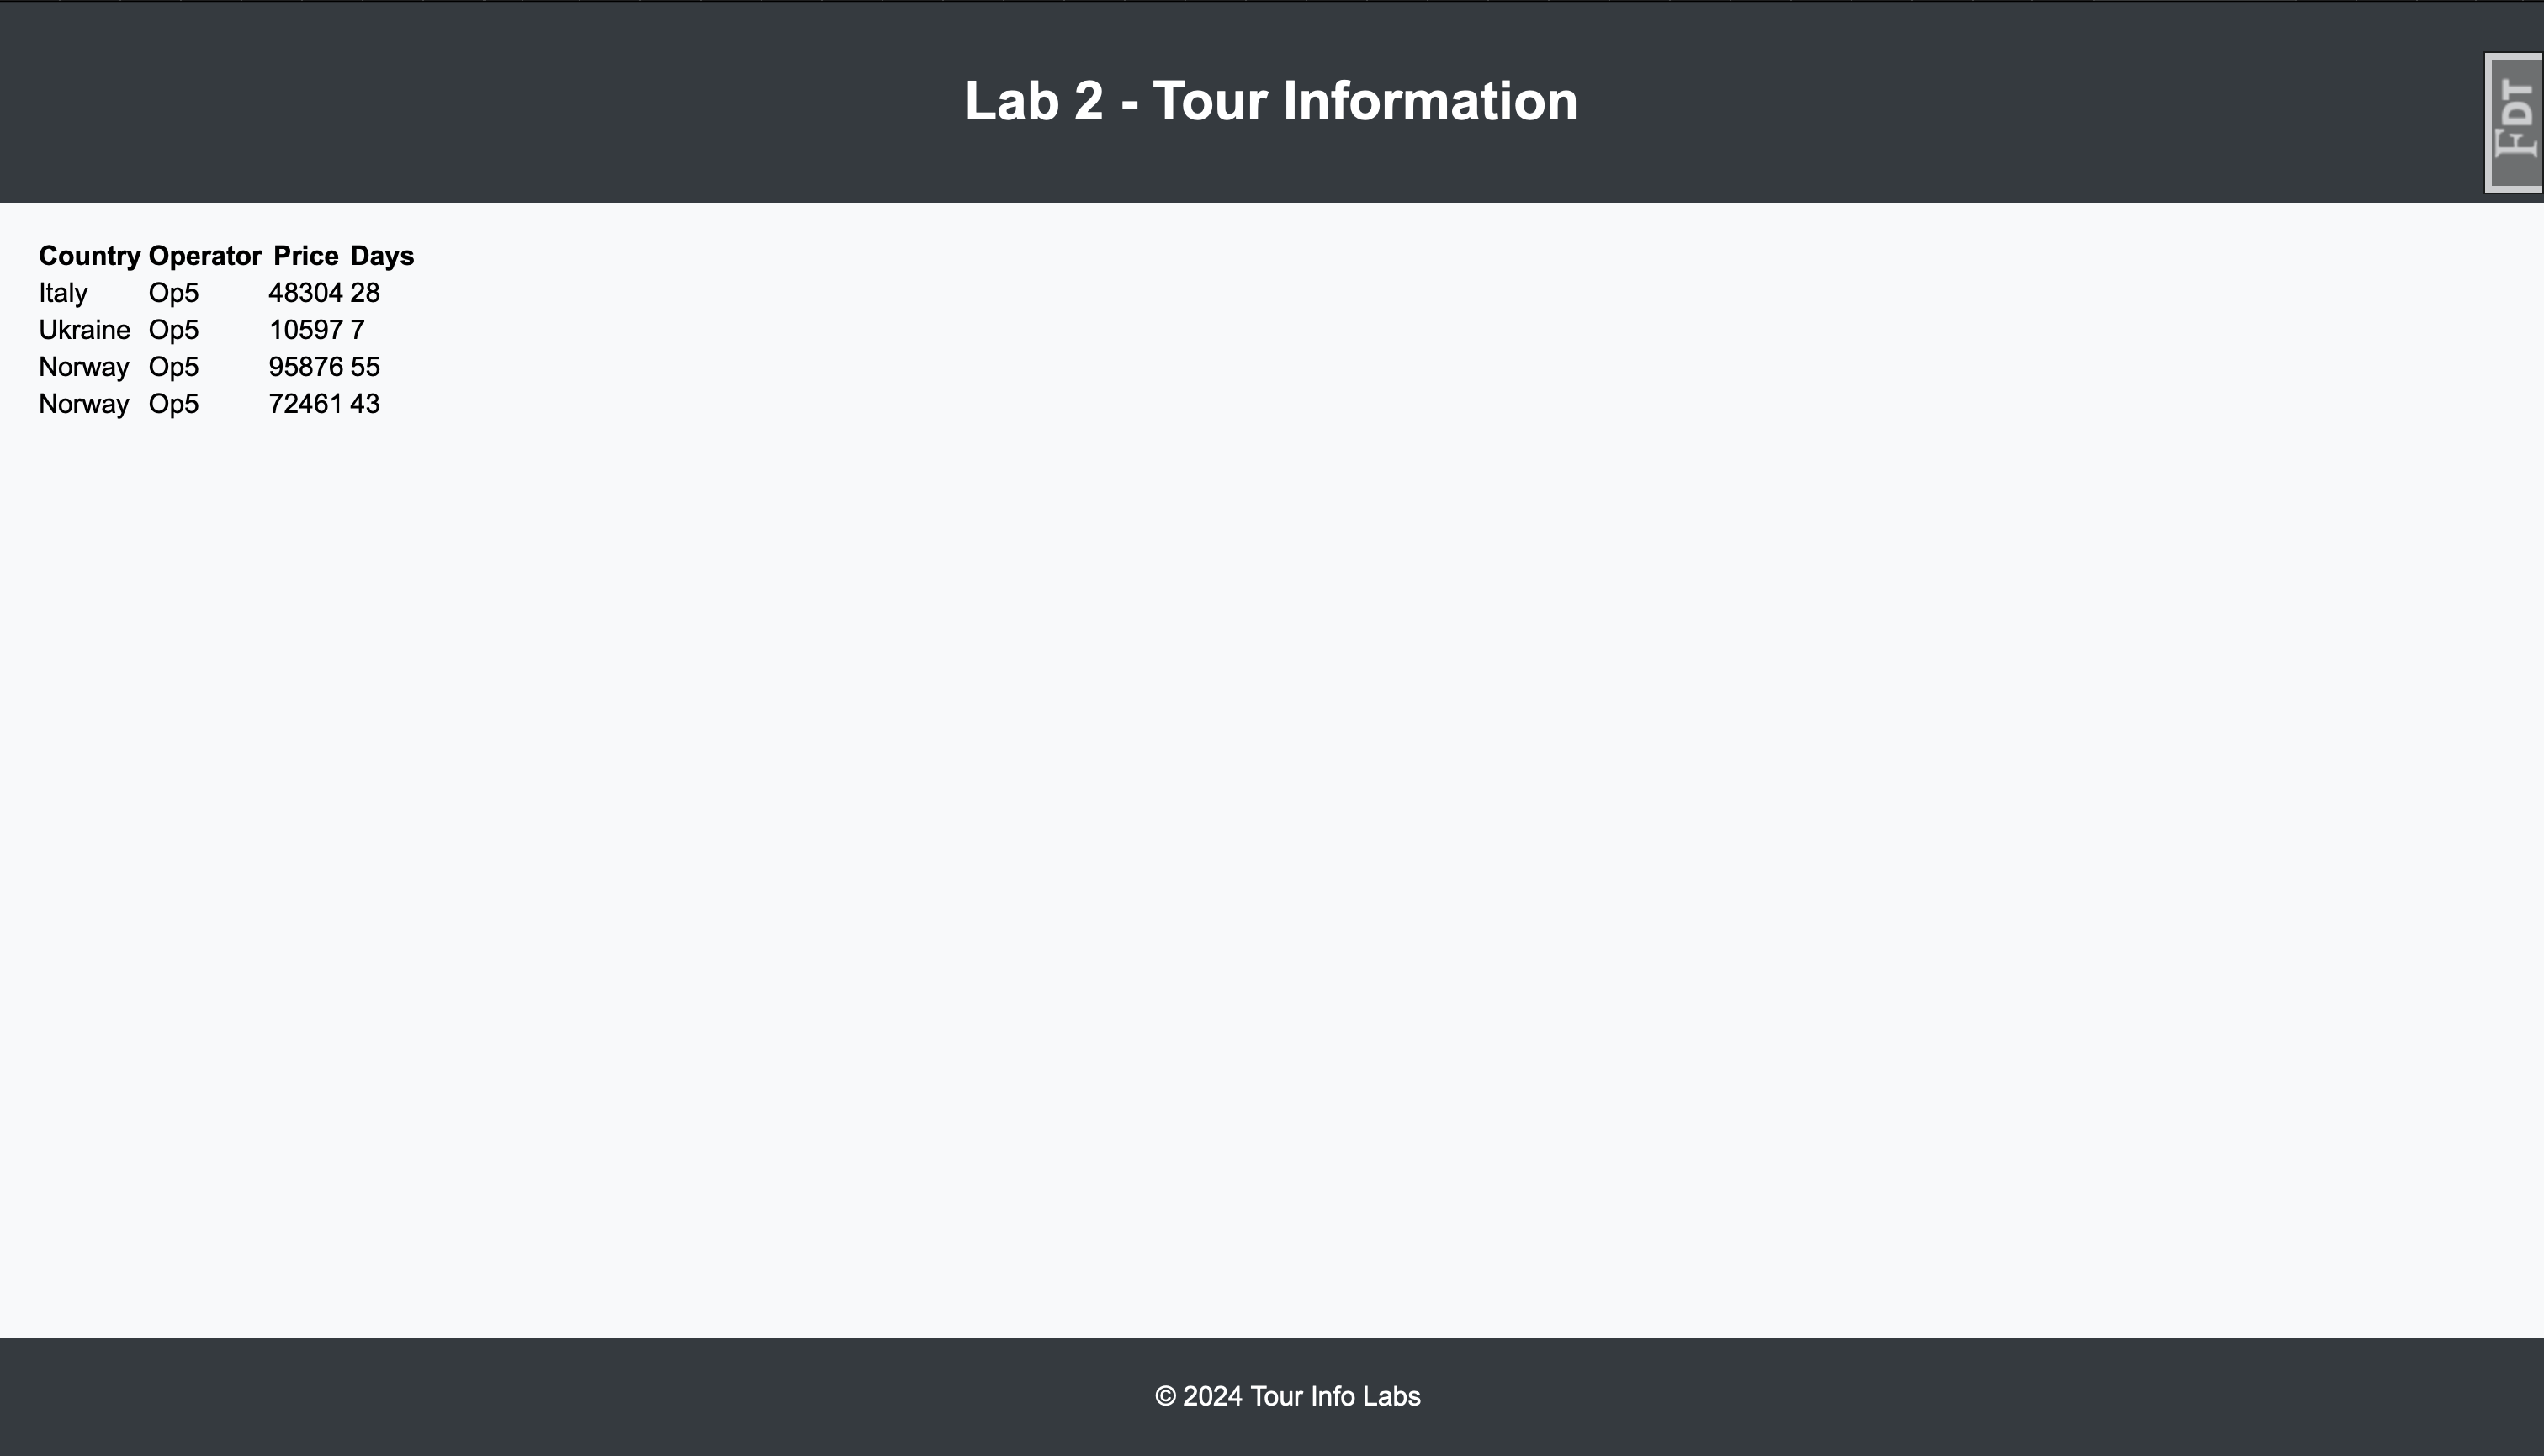 Lab 2 - Tour Information
FDT
Country Operator Price Days
Italy Op5 48304 28
Ukraine Op5 10597 7
Norway Op5 95876 55
Norway Op5 72461 43
© 2024 Tour Info Labs